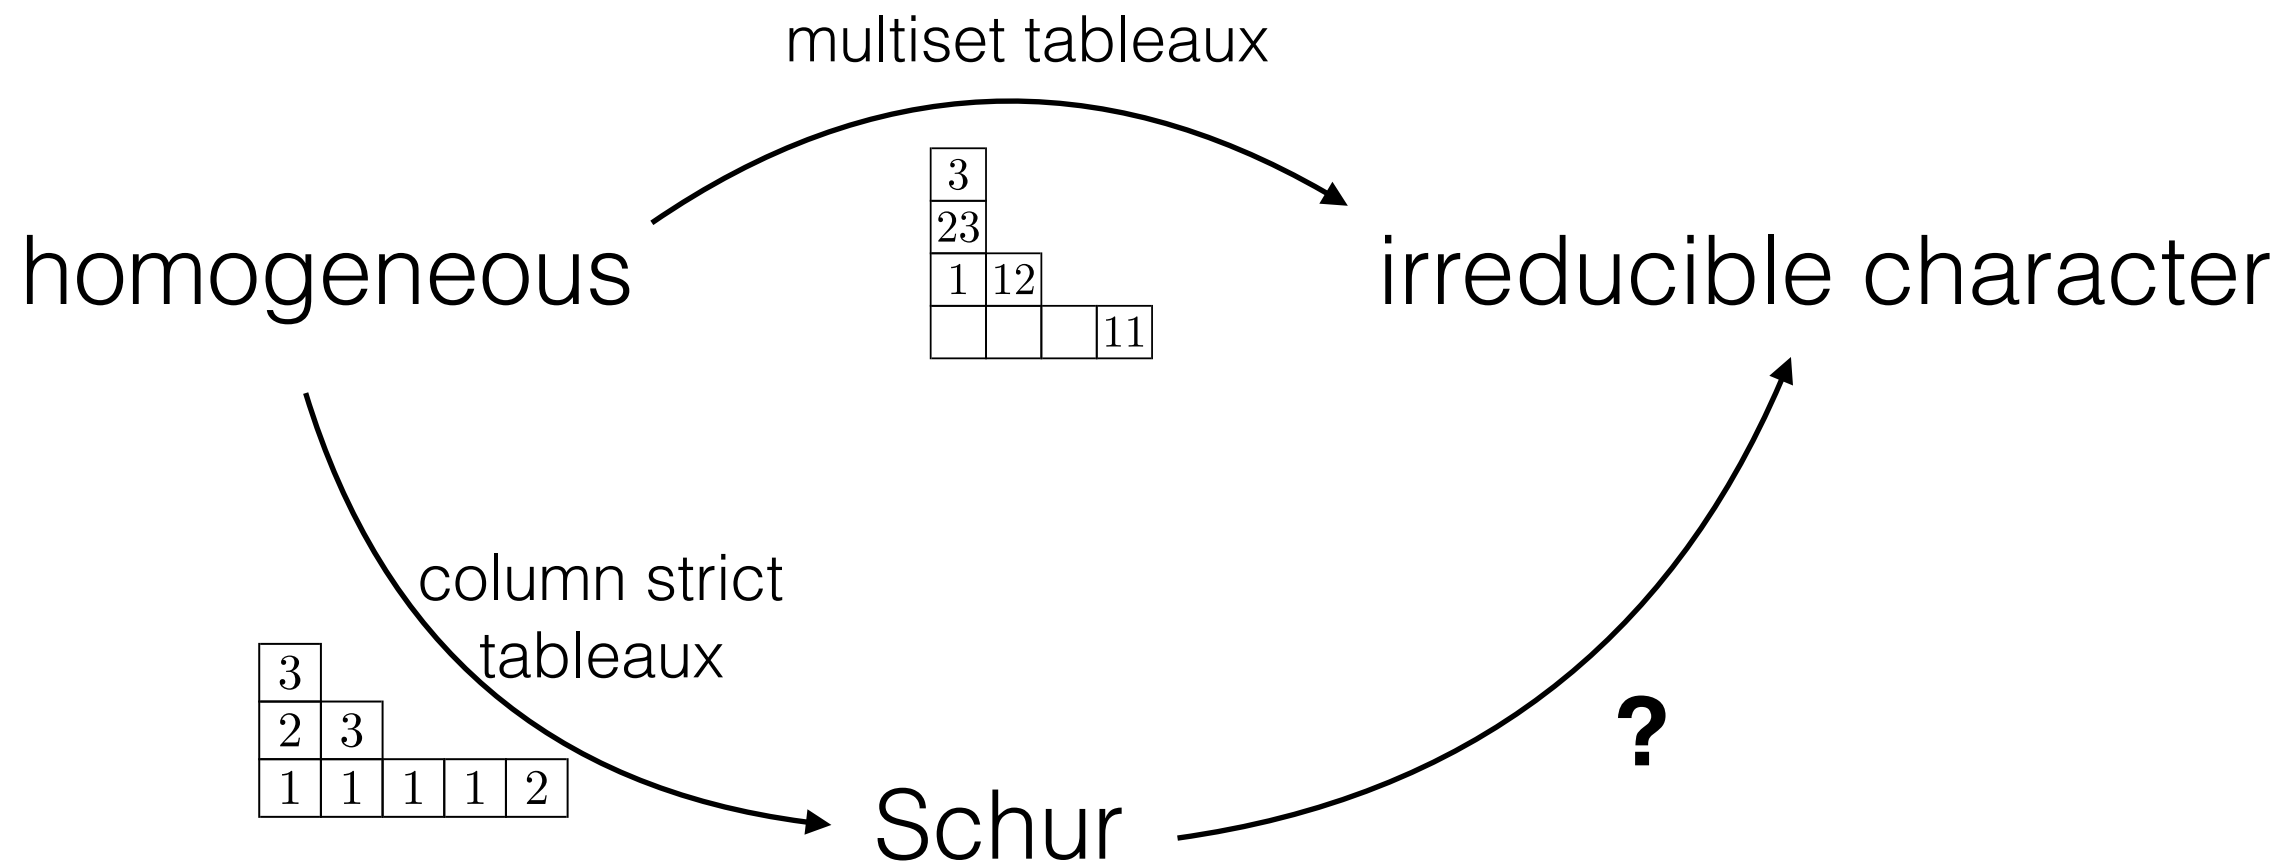 multiset tableaux
3
23
1 12
11
homogeneous
irreducible character
column strict
tableaux
3
2 3
1 1 1 1 2
?
Schur